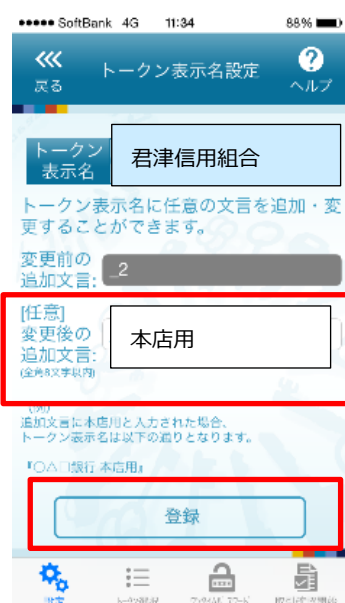 ●●●●● SoftBank 4G 11:34 88%
戻る トークン表示名設定 ? ヘルプ
トークン
表示名
君津信用組合
トークン表示名に任意の文言を追加・変
更することができます。
変更前の
追加文言:
_2
[任意]
変更後の
追加文言:
(全角8文字以内)
本店用
(例)
追加文言に本店用と入力された場合、
トークン表示名は以下の通りとなります。
『○△□銀行 本店用』
登録
設定